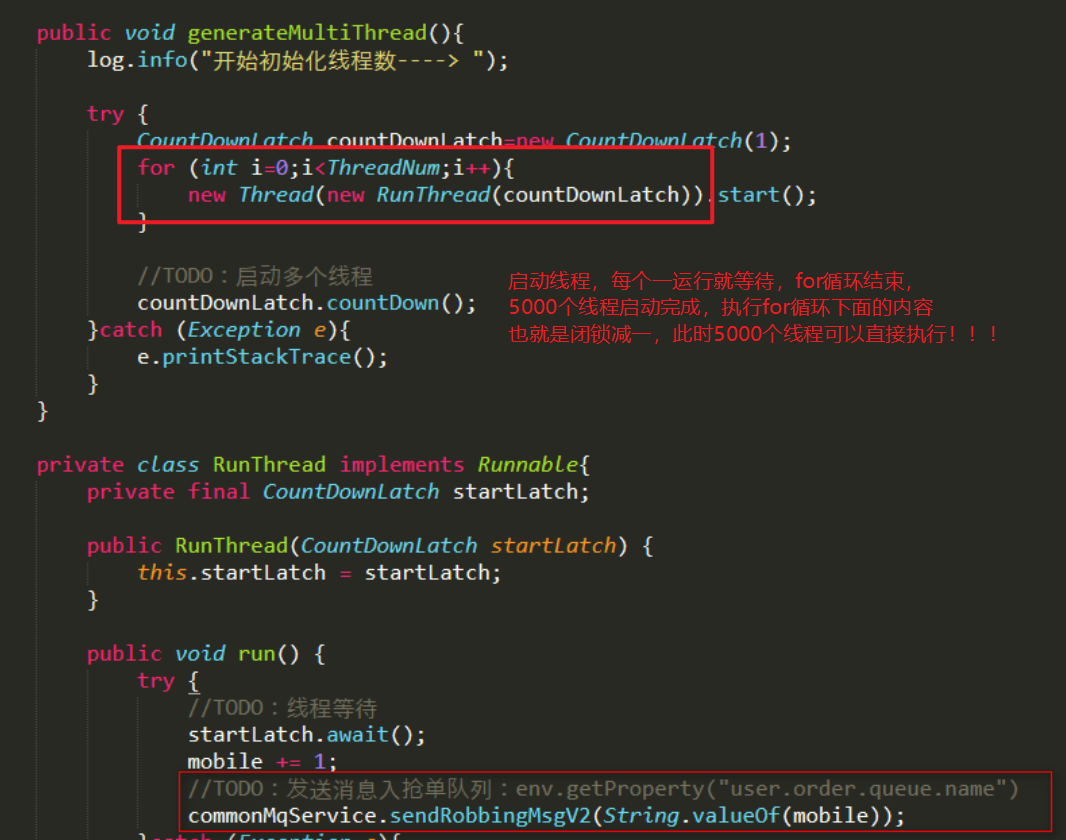 public void generateMultiThread(){
log.info("开始初始化线程数----> ");
try {
CountDownLatch countDownLatch=new CountDownLatch(1);
for (int i=0;i<ThreadNum;i++){
new Thread(new RunThread(countDownLatch)).start();
}
//TODO：启动多个线程
countDownLatch.countDown();
}catch (Exception e){
e.printStackTrace();
}
}
启动线程，每个一运行就等待，for循环结束，
5000个线程启动完成，执行for循环下面的内容
也就是闭锁减一，此时5000个线程可以直接执行！！！
private class RunThread implements Runnable{
private final CountDownLatch startLatch;
public RunThread(CountDownLatch startLatch) {
this.startLatch = startLatch;
}
public void run() {
try {
//TODO：线程等待
startLatch.await();
mobile += 1;
//TODO：发送消息入抢单队列：env.getProperty("user.order.queue.name")
commonMqService.sendRobbingMsgV2(String.valueOf(mobile));
}catch (Exception e){